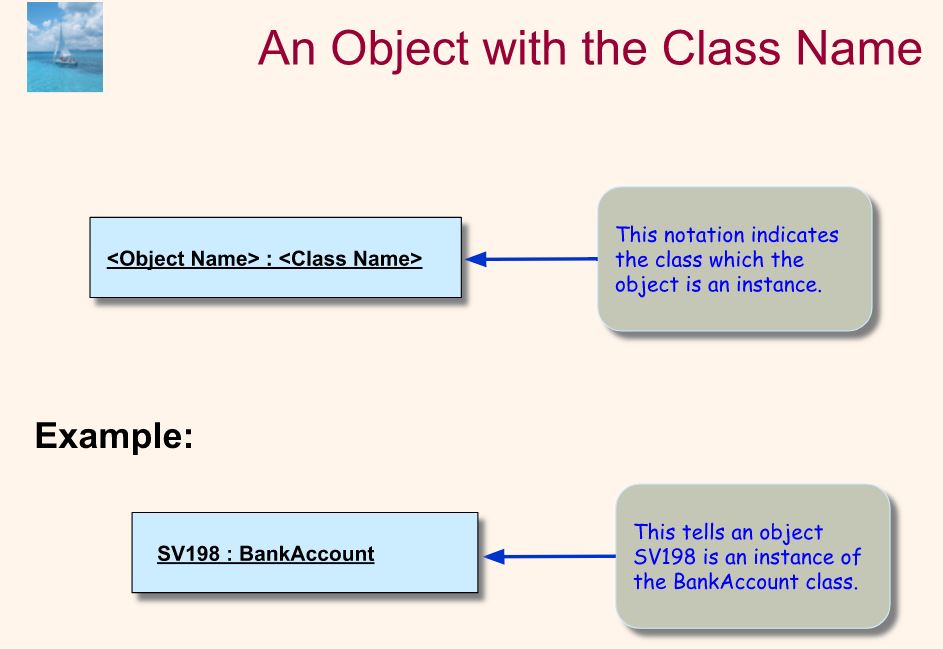 An Object with the Class Name
<Object Name> : <Class Name>
This notation indicates
the class which the
object is an instance.
Example:
SV198 : BankAccount
This tells an object
SV198 is an instance of
the BankAccount class.